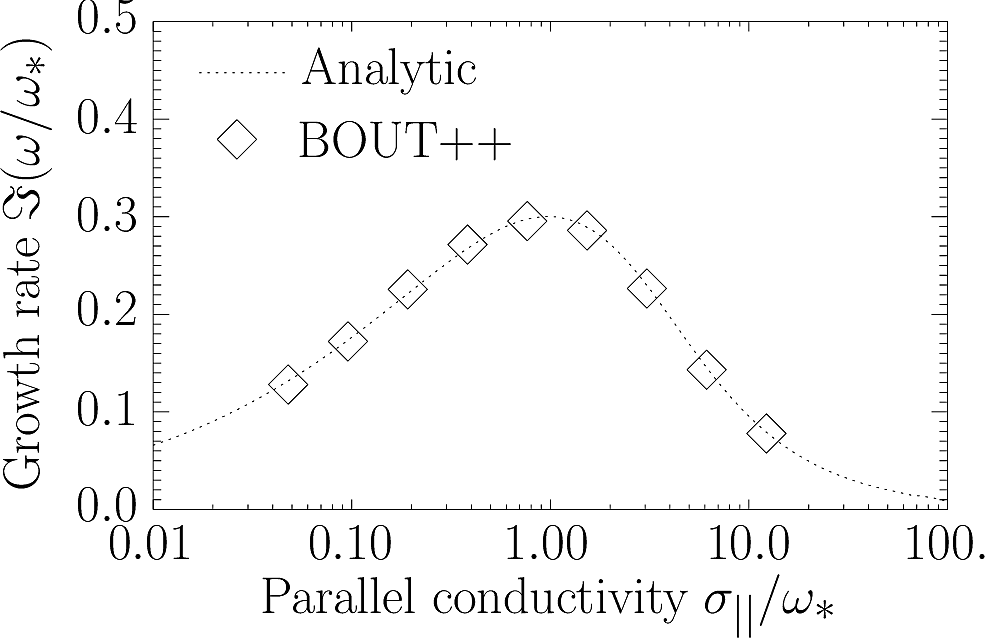 0.5
0.4
0.3
0.2
0.1
0.0
Growth rate ℑ(ω/ω*)
Analytic
BOUT++
0.01 0.10 1.00 10.0 100.
Parallel conductivity σ||/ω*